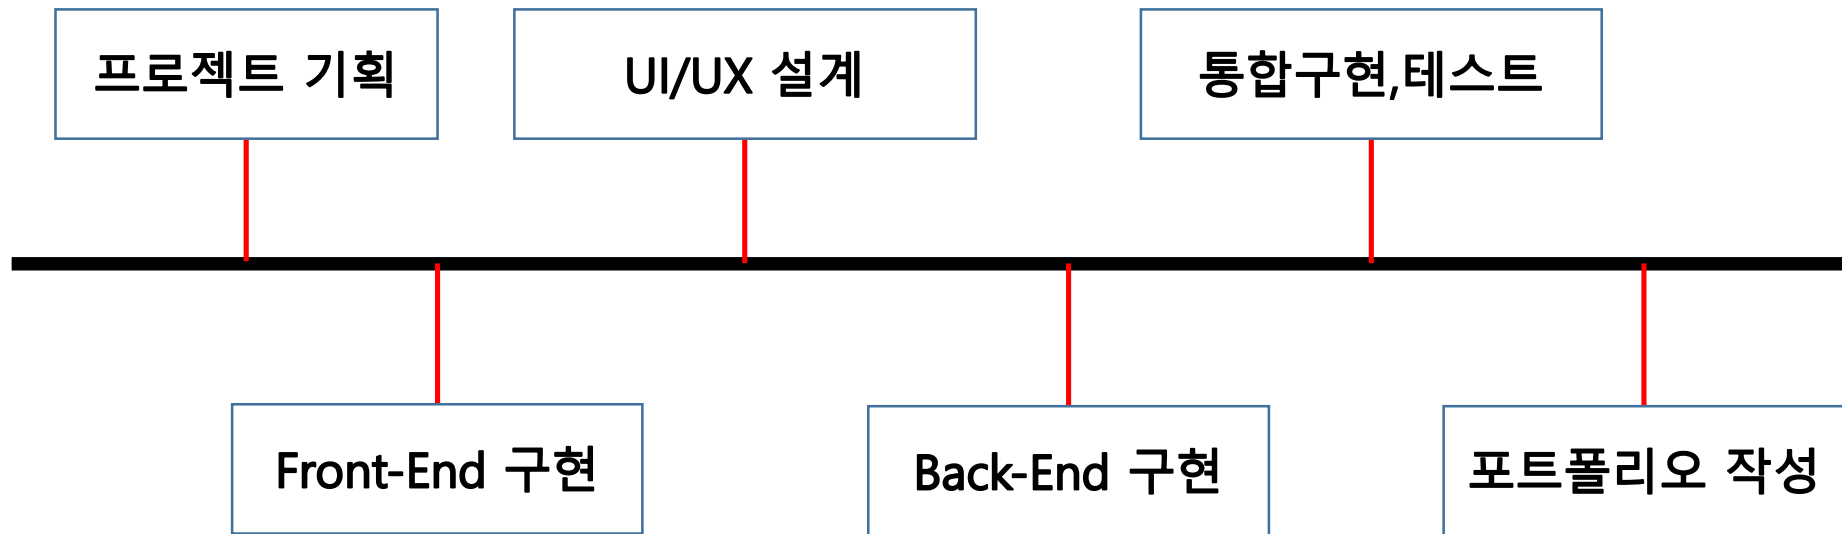 프로젝트 기획
UI/UX 설계
통합구현,테스트
Front-End 구현
Back-End 구현
포트폴리오 작성